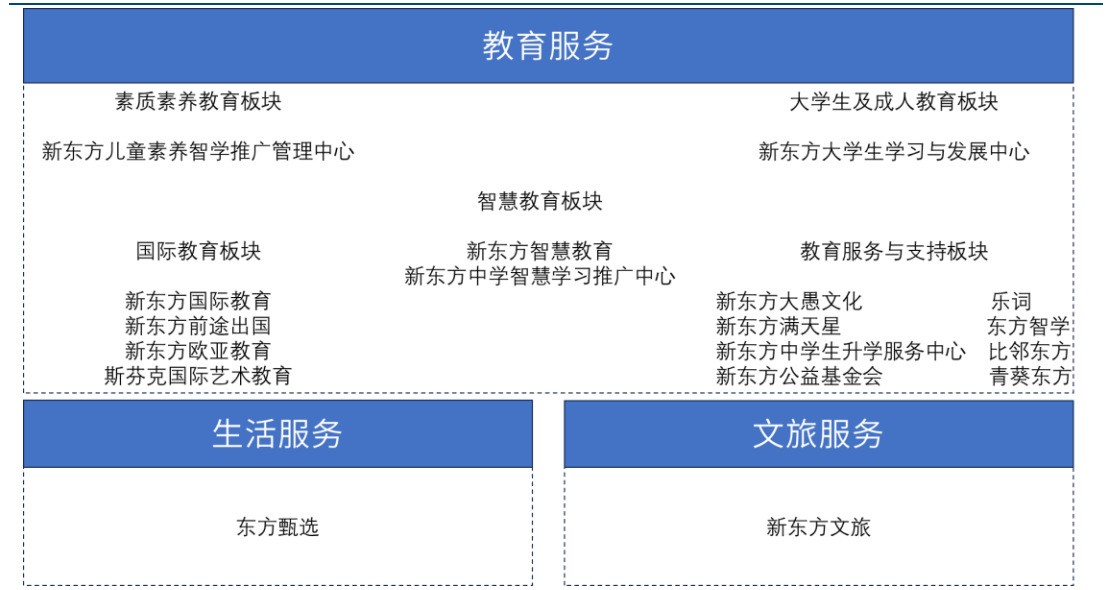 教育服务
素质素养教育板块
新东方儿童素养智学推广管理中心
大学生及成人教育板块
新东方大学生学习与发展中心
智慧教育板块
新东方智慧教育
新东方中学智慧学习推广中心
国际教育板块
新东方国际教育
新东方前途出国
新东方欧亚教育
斯芬克国际艺术教育
教育服务与支持板块
新东方大愚文化 乐词
新东方满天星 东方智学
新东方中学生升学服务中心 比邻东方
新东方公益基金会 青葵东方
生活服务
东方甄选
文旅服务
新东方文旅